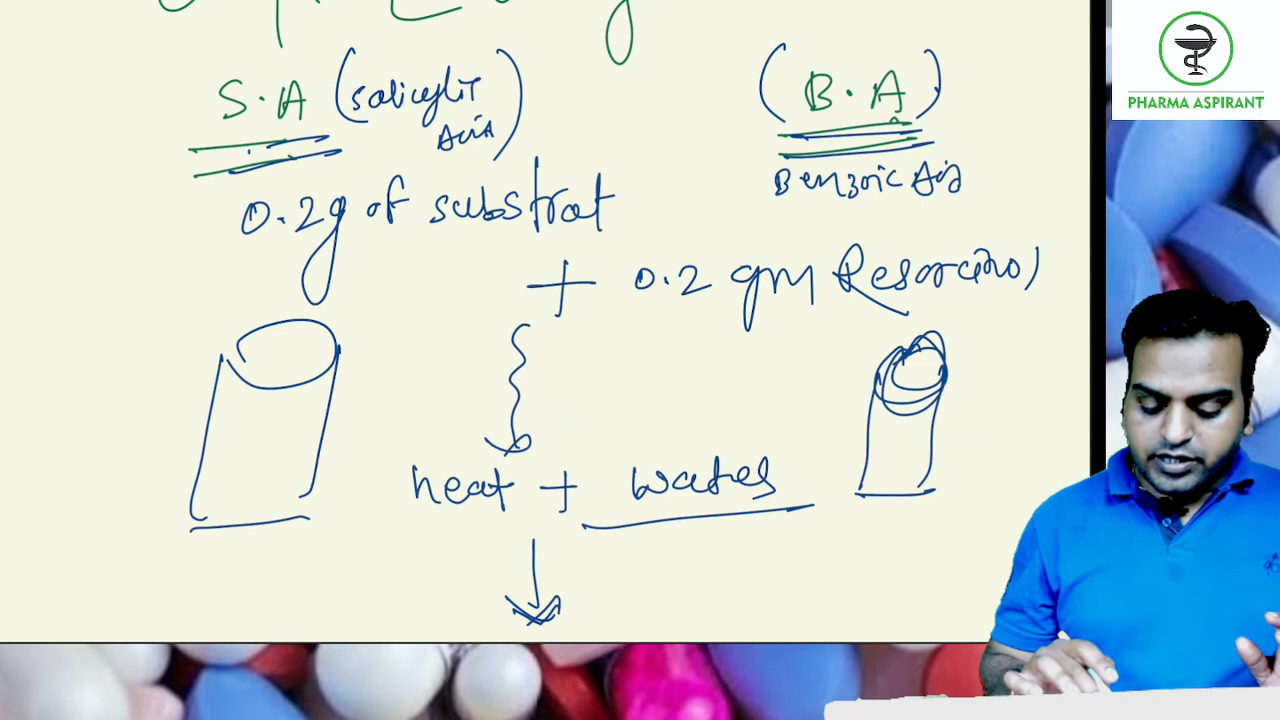 S.A (salicylic Acid)
(B.A)
Benzoic Acid
0.2g of substrat
+ 0.2 gm Resorcinol
heat + water
PHARMA ASPIRANT